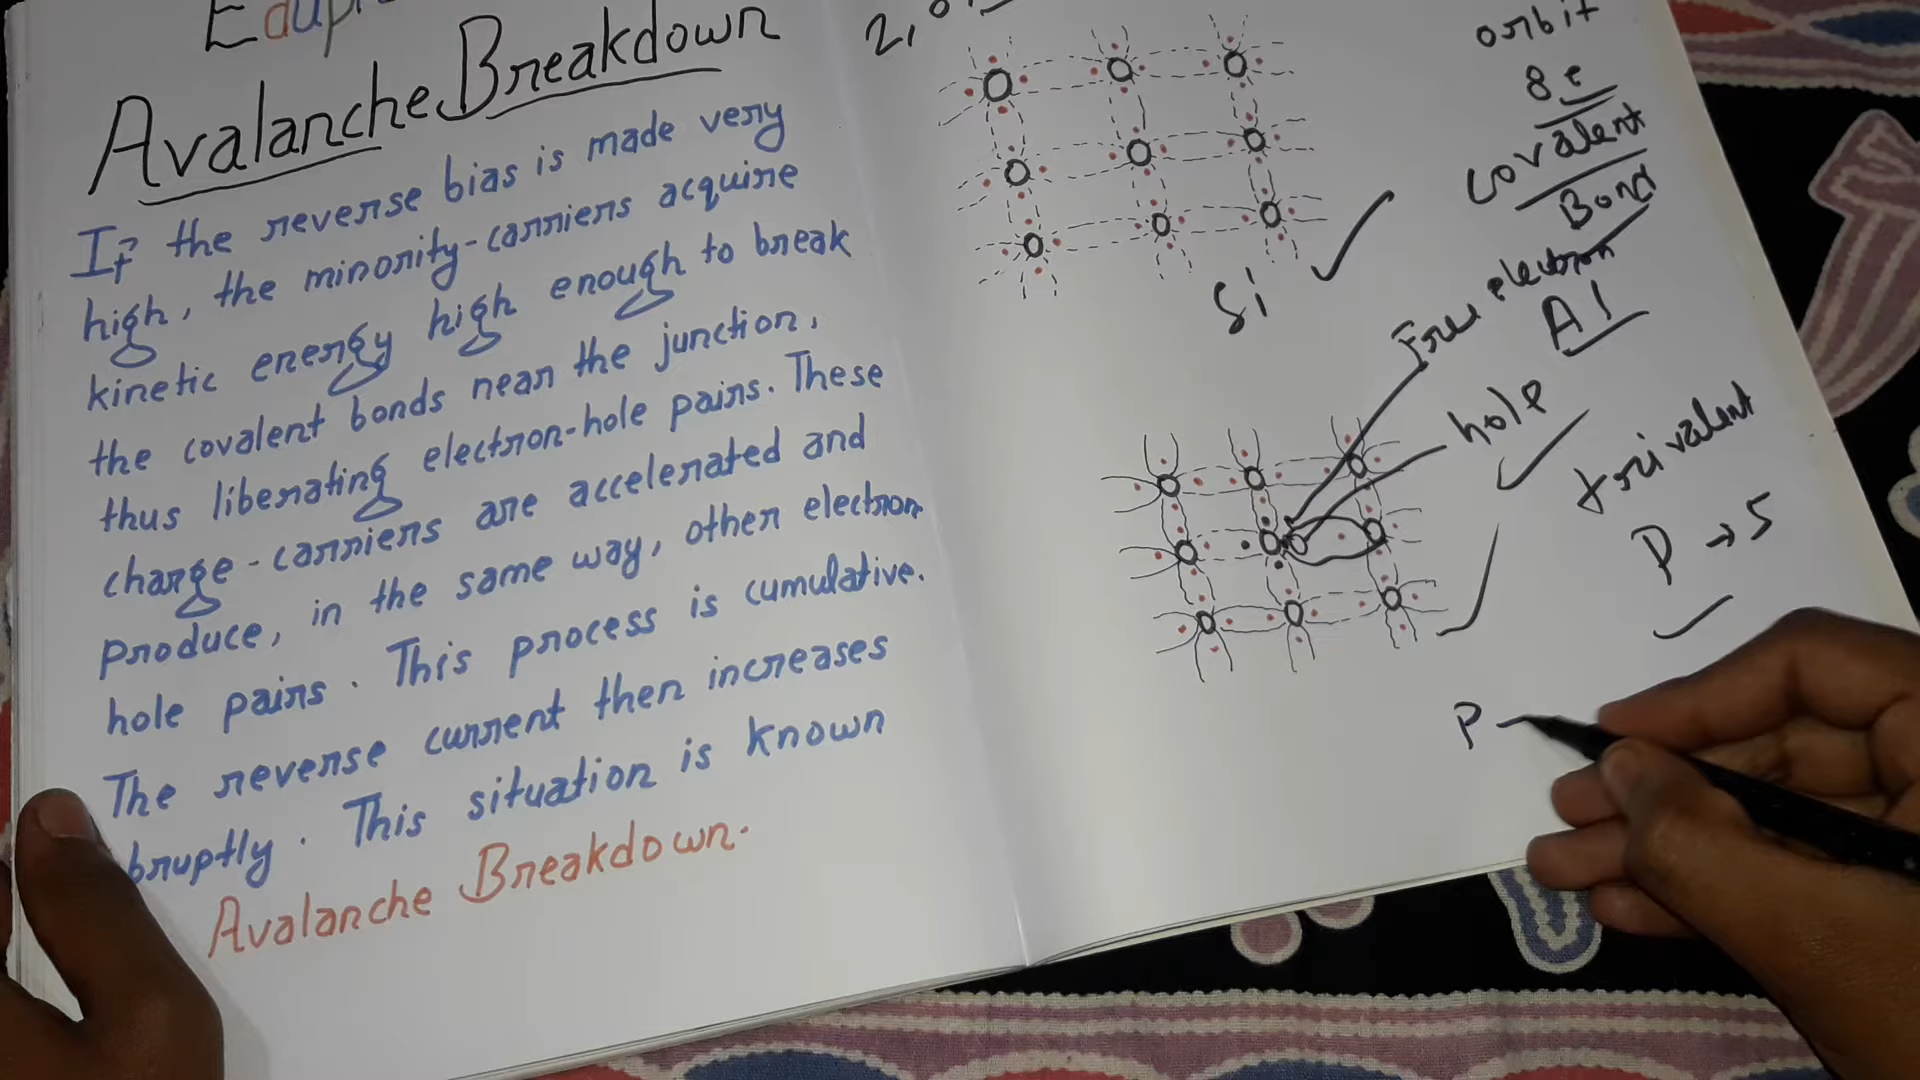 Avalanche Breakdown
If the reverse bias is made very
high, the minority-carriers acquire
kinetic energy high enough to break
the covalent bonds near the junction,
thus liberating electron-hole pairs. These
charge-carriers are accelerated and
Produce, in the same way, other electron
hole pairs. This process is cumulative.
The reverse current then increases
bruptly. This situation is known
Avalanche Breakdown.
2,8,
orbit
8e
covalent
Bond
Si
Free electron
Al
hole
trivalent
P → 5
P